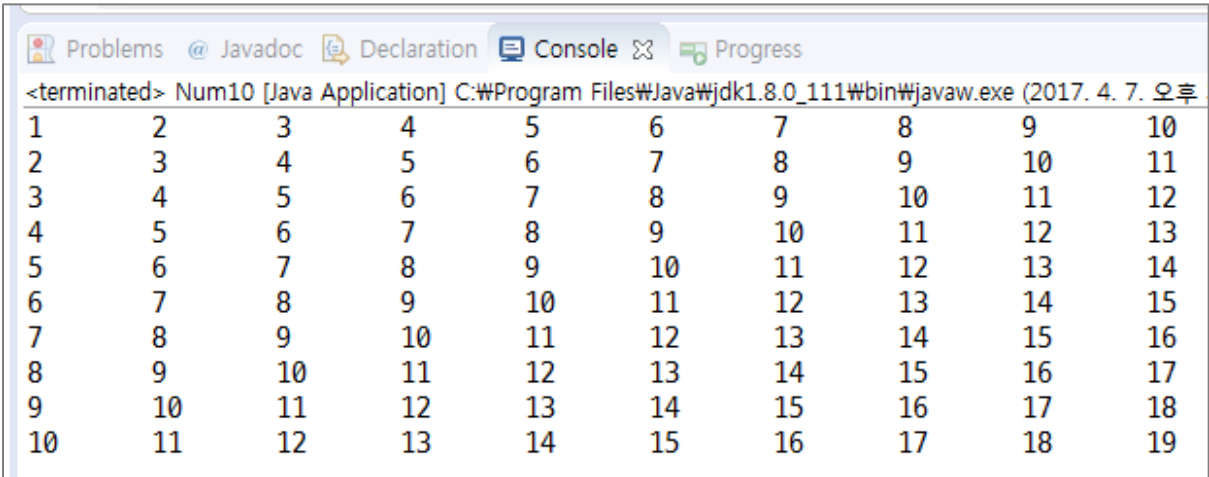 Problems @ Javadoc Declaration Console Progress
<terminated> Num10 [Java Application] C:₩Program Files₩Java₩jdk1.8.0_111₩bin₩javaw.exe (2017. 4. 7. 오후
1 2 3 4 5 6 7 8 9 10
2 3 4 5 6 7 8 9 10 11
3 4 5 6 7 8 9 10 11 12
4 5 6 7 8 9 10 11 12 13
5 6 7 8 9 10 11 12 13 14
6 7 8 9 10 11 12 13 14 15
7 8 9 10 11 12 13 14 15 16
8 9 10 11 12 13 14 15 16 17
9 10 11 12 13 14 15 16 17 18
10 11 12 13 14 15 16 17 18 19